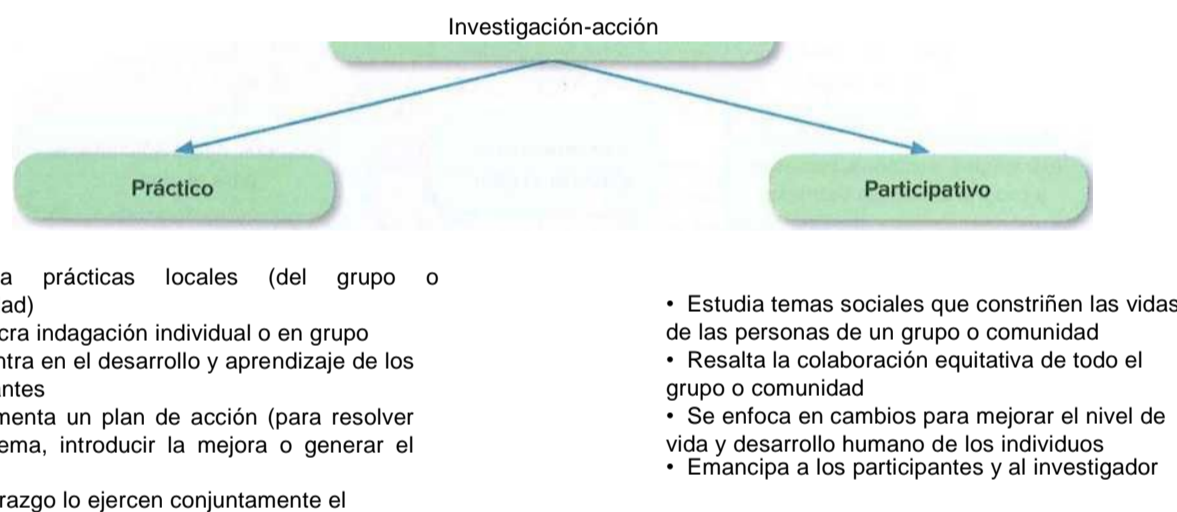 Investigación-acción
Práctico
Participativo
a prácticas locales (del grupo o
ad)
cra indagación individual o en grupo
ntra en el desarrollo y aprendizaje de los
antes
menta un plan de acción (para resolver
ema, introducir la mejora o generar el
razgo lo ejercen conjuntamente el
• Estudia temas sociales que constriñen las vidas
de las personas de un grupo o comunidad
• Resalta la colaboración equitativa de todo el
grupo o comunidad
• Se enfoca en cambios para mejorar el nivel de
vida y desarrollo humano de los individuos
• Emancipa a los participantes y al investigador